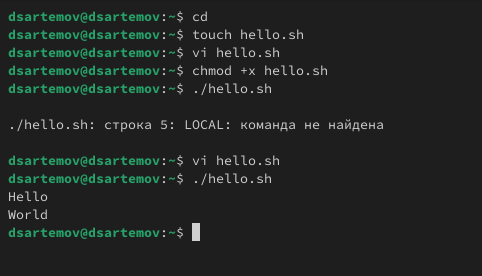 dsartemov@dsartemov:~$ cd
dsartemov@dsartemov:~$ touch hello.sh
dsartemov@dsartemov:~$ vi hello.sh
dsartemov@dsartemov:~$ chmod +x hello.sh
dsartemov@dsartemov:~$ ./hello.sh
./hello.sh: строка 5: LOCAL: команда не найдена
dsartemov@dsartemov:~$ vi hello.sh
dsartemov@dsartemov:~$ ./hello.sh
Hello
World
dsartemov@dsartemov:~$